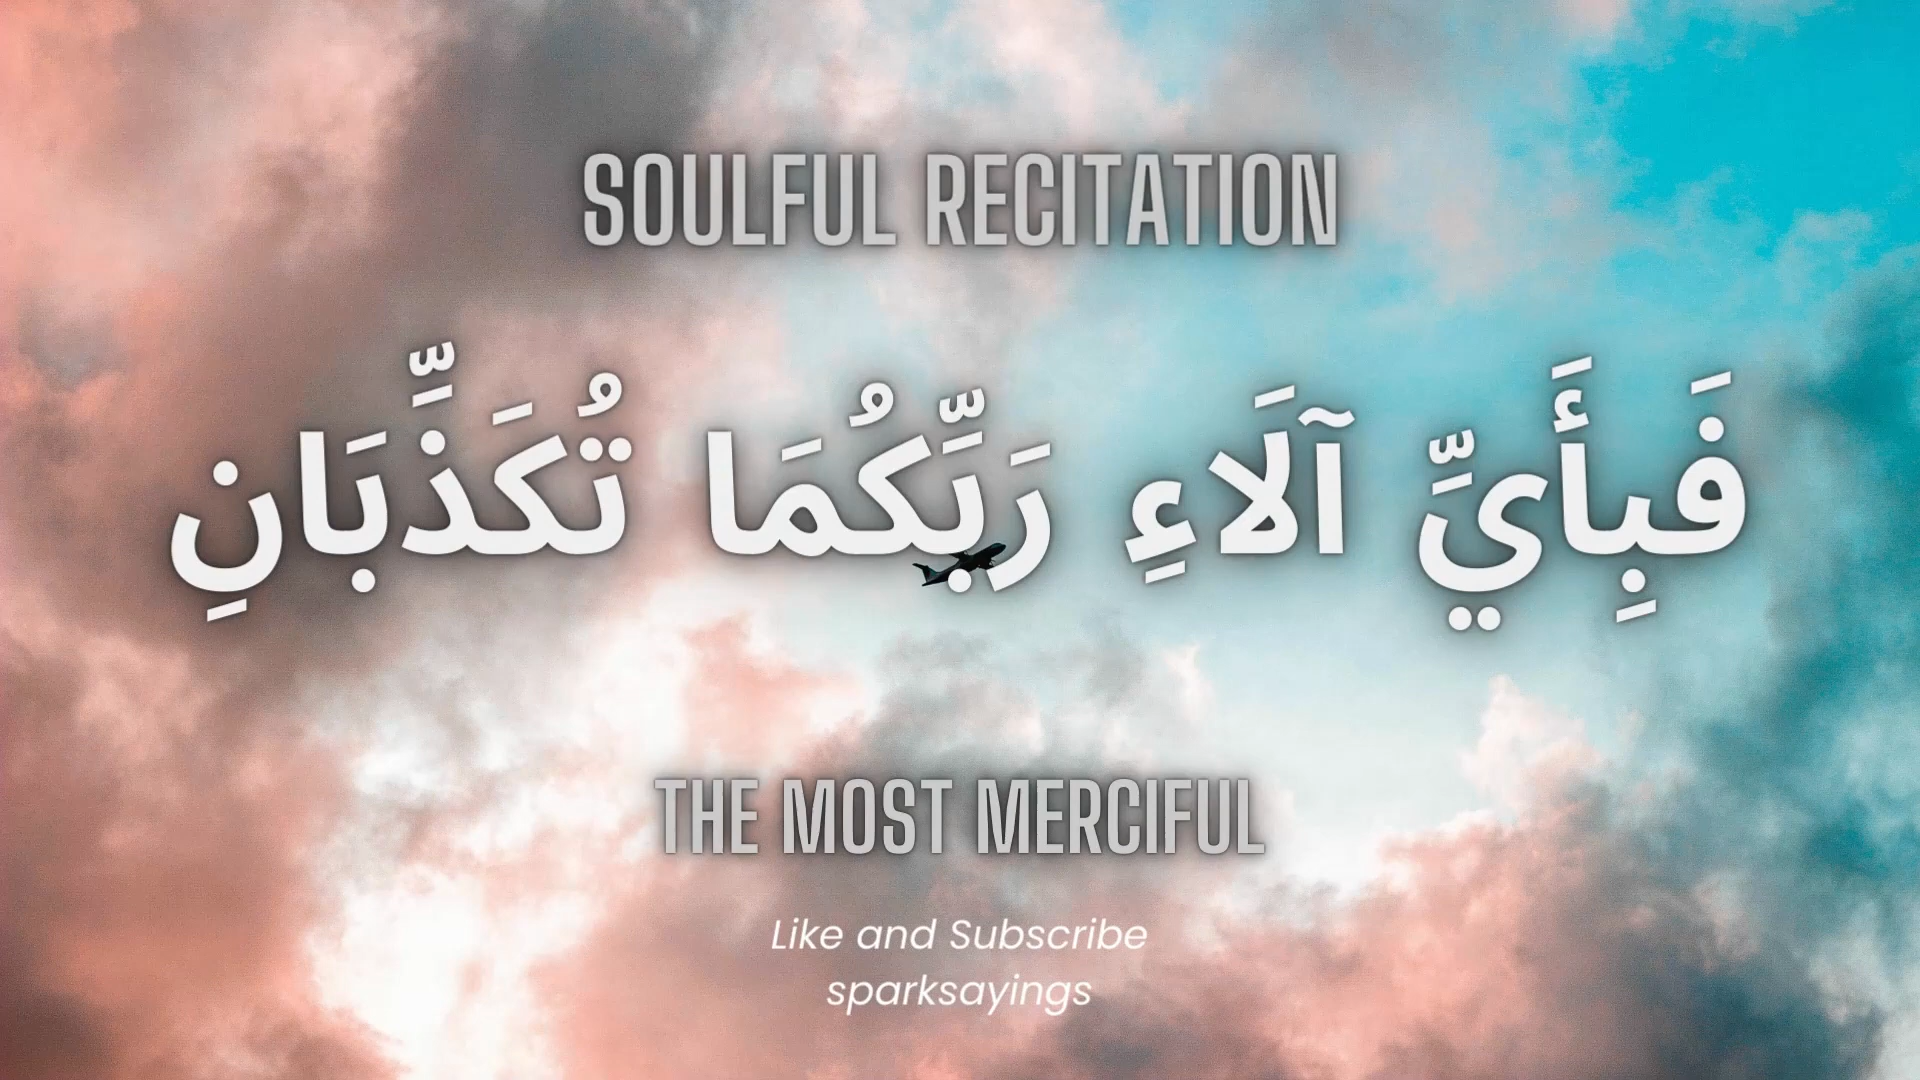 SOULFUL RECITATION
فَبِأَيِّ آلَاءِ رَبِّكُمَا تُكَذِّبَانِ
THE MOST MERCIFUL
Like and Subscribe
sparksayings